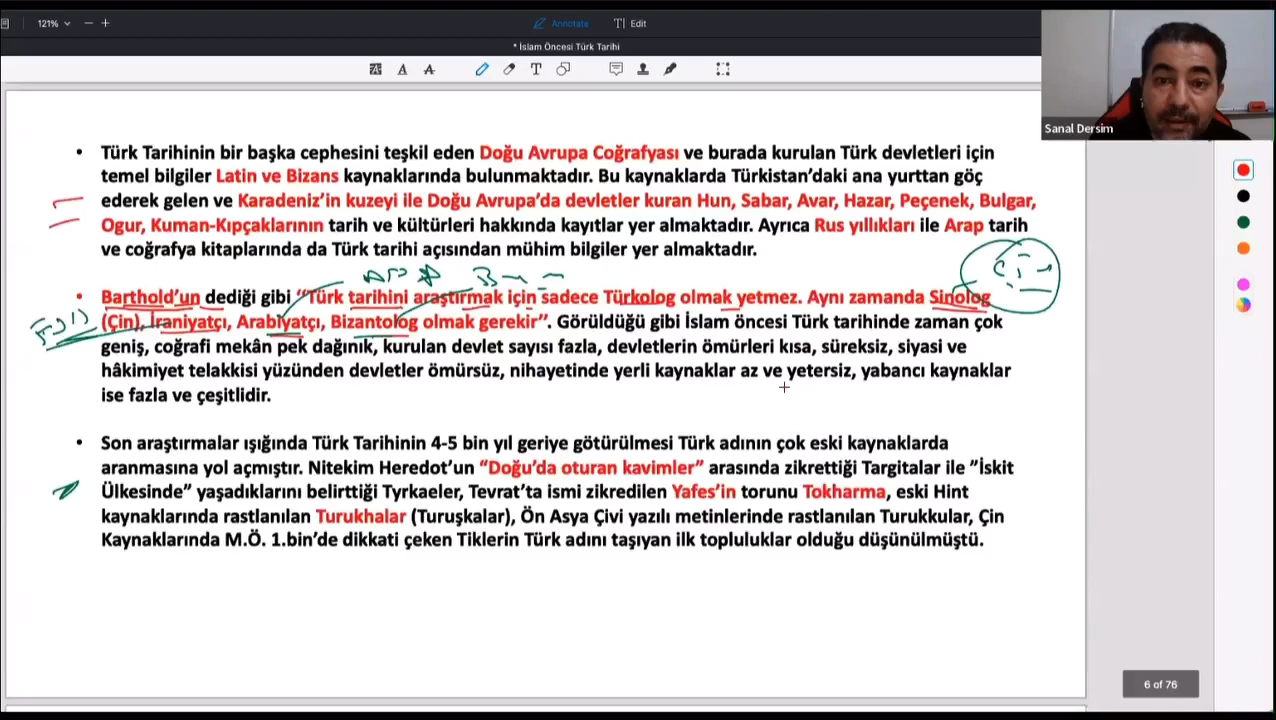 121%
Annotate
Edit
* İslam Öncesi Türk Tarihi
Sanal Dersim
• Türk Tarihinin bir başka cephesini teşkil eden Doğu Avrupa Coğrafyası ve burada kurulan Türk devletleri için
temel bilgiler Latin ve Bizans kaynaklarında bulunmaktadır. Bu kaynaklarda Türkistan’daki ana yurttan göç
ederek gelen ve Karadeniz’in kuzeyi ile Doğu Avrupa’da devletler kuran Hun, Sabar, Avar, Hazar, Peçenek, Bulgar,
Ogur, Kuman-Kıpçaklarının tarih ve kültürleri hakkında kayıtlar yer almaktadır. Ayrıca Rus yıllıkları ile Arap tarih
ve coğrafya kitaplarında da Türk tarihi açısından mühim bilgiler yer almaktadır.
• Barthold’un dediği gibi “Türk tarihini araştırmak için sadece Türkolog olmak yetmez. Aynı zamanda Sinolog
(Çin), İraniyatçı, Arabiyatçı, Bizantolog olmak gerekir”. Görüldüğü gibi İslam öncesi Türk tarihinde zaman çok
geniş, coğrafi mekân pek dağınık, kurulan devlet sayısı fazla, devletlerin ömürleri kısa, süreksiz, siyasi ve
hâkimiyet telakkisi yüzünden devletler ömürsüz, nihayetinde yerli kaynaklar az ve yetersiz, yabancı kaynaklar
ise fazla ve çeşitlidir.
• Son araştırmalar ışığında Türk Tarihinin 4-5 bin yıl geriye götürülmesi Türk adının çok eski kaynaklarda
aranmasına yol açmıştır. Nitekim Heredot’un “Doğu’da oturan kavimler” arasında zikrettiği Targitalar ile ”İskit
Ülkesinde” yaşadıklarını belirttiği Tyrkaeler, Tevrat’ta ismi zikredilen Yafes’in torunu Tokharma, eski Hint
kaynaklarında rastlanılan Turukhalar (Turuşkalar), Ön Asya Çivi yazılı metinlerinde rastlanılan Turukkular, Çin
Kaynaklarında M.Ö. 1.bin’de dikkati çeken Tiklerin Türk adını taşıyan ilk topluluklar olduğu düşünülmüştü.
6 of 76